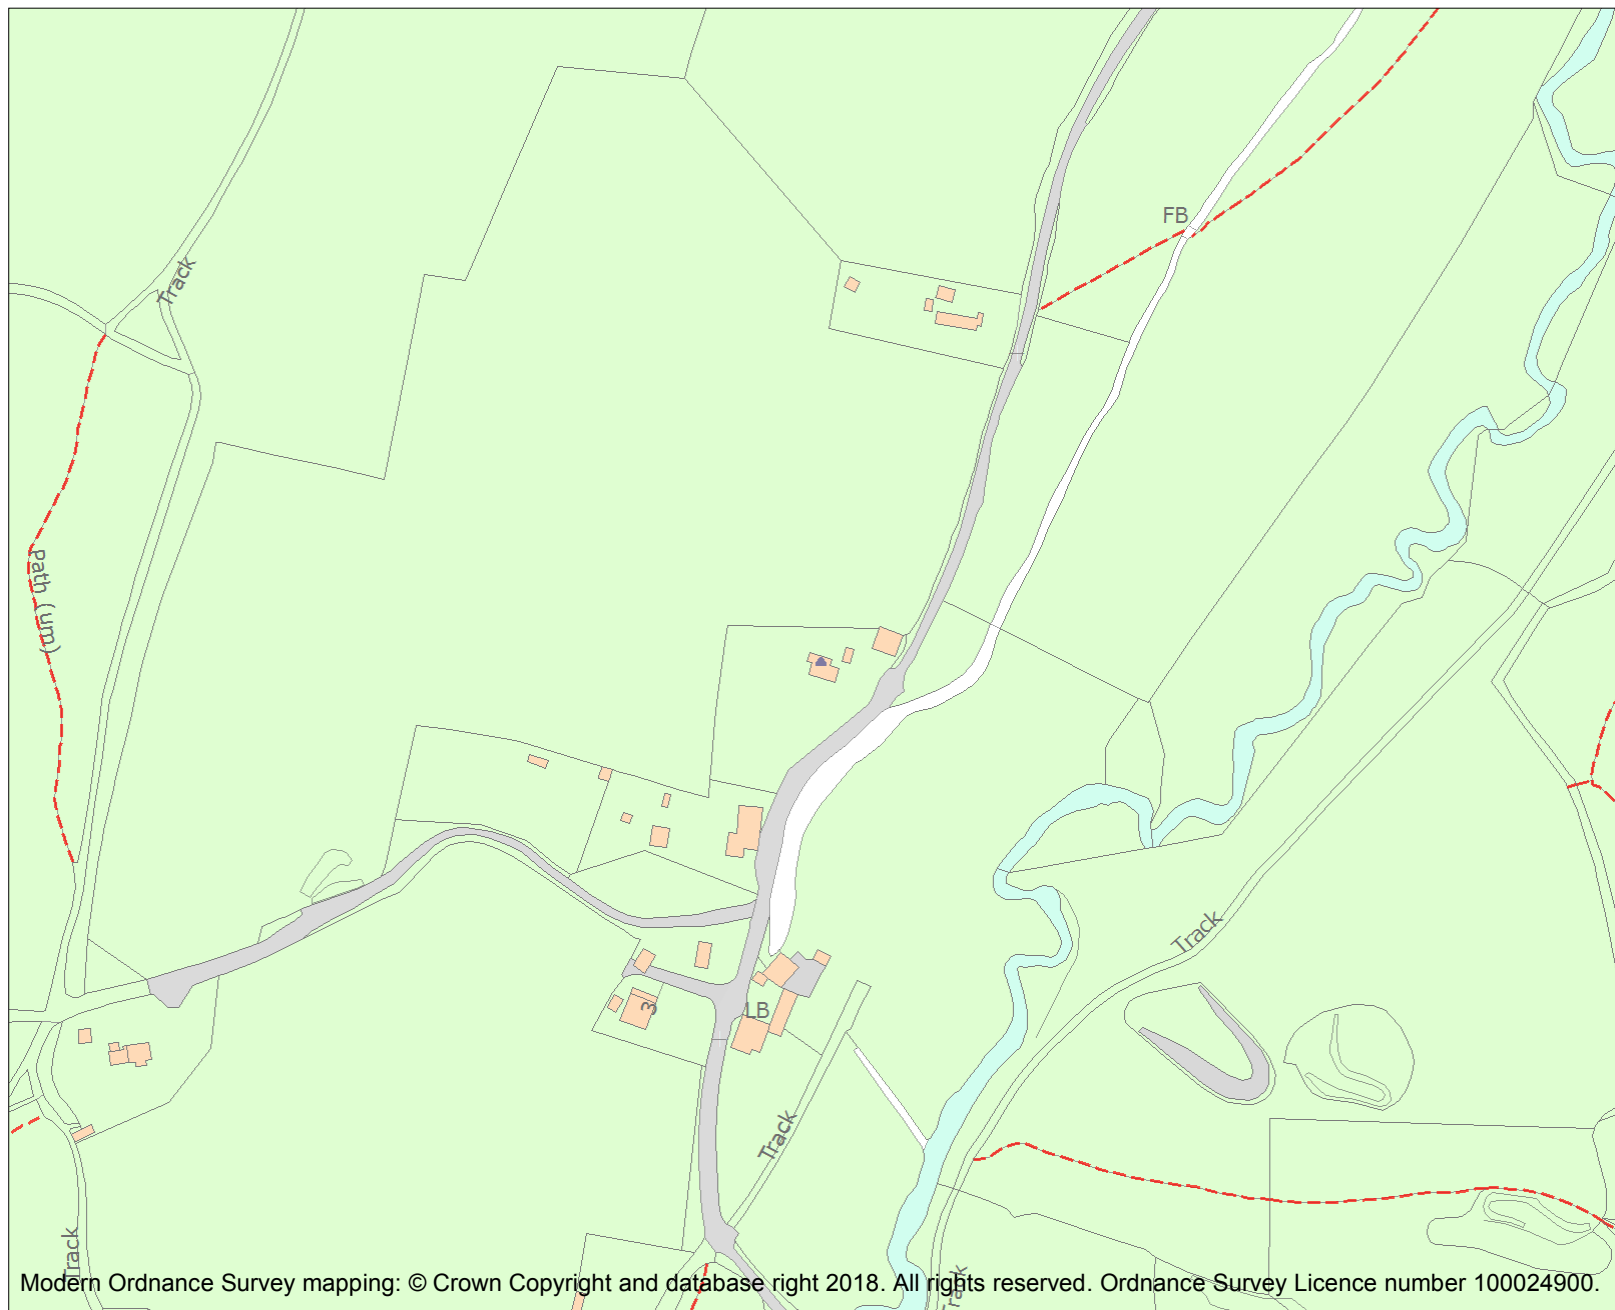 FB
Track
Path (um)
Track
3
LB
Track
Track
Track
Modern Ordnance Survey mapping: © Crown Copyright and database right 2018. All rights reserved. Ordnance Survey Licence number 100024900.